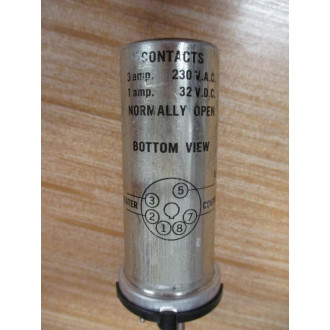 CONTACTS
3 amp. 230 V.A.C.
1 amp. 32 V.D.C.
NORMALLY OPEN
BOTTOM VIEW
5
3
2 7
1 8